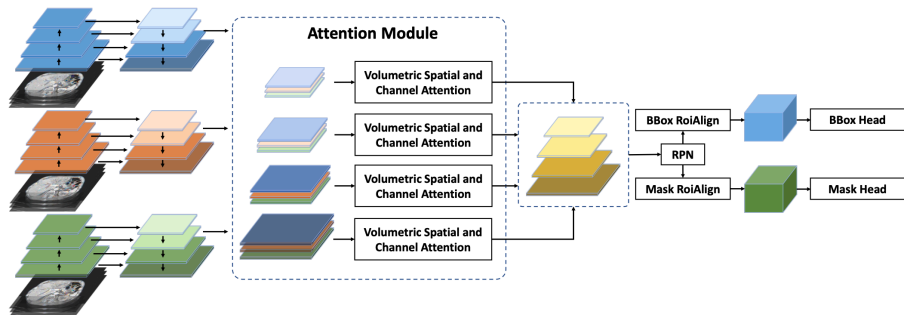 Attention Module
Volumetric Spatial and
Channel Attention
Volumetric Spatial and
Channel Attention
Volumetric Spatial and
Channel Attention
Volumetric Spatial and
Channel Attention
BBox RoiAlign
RPN
Mask RoiAlign
BBox Head
Mask Head